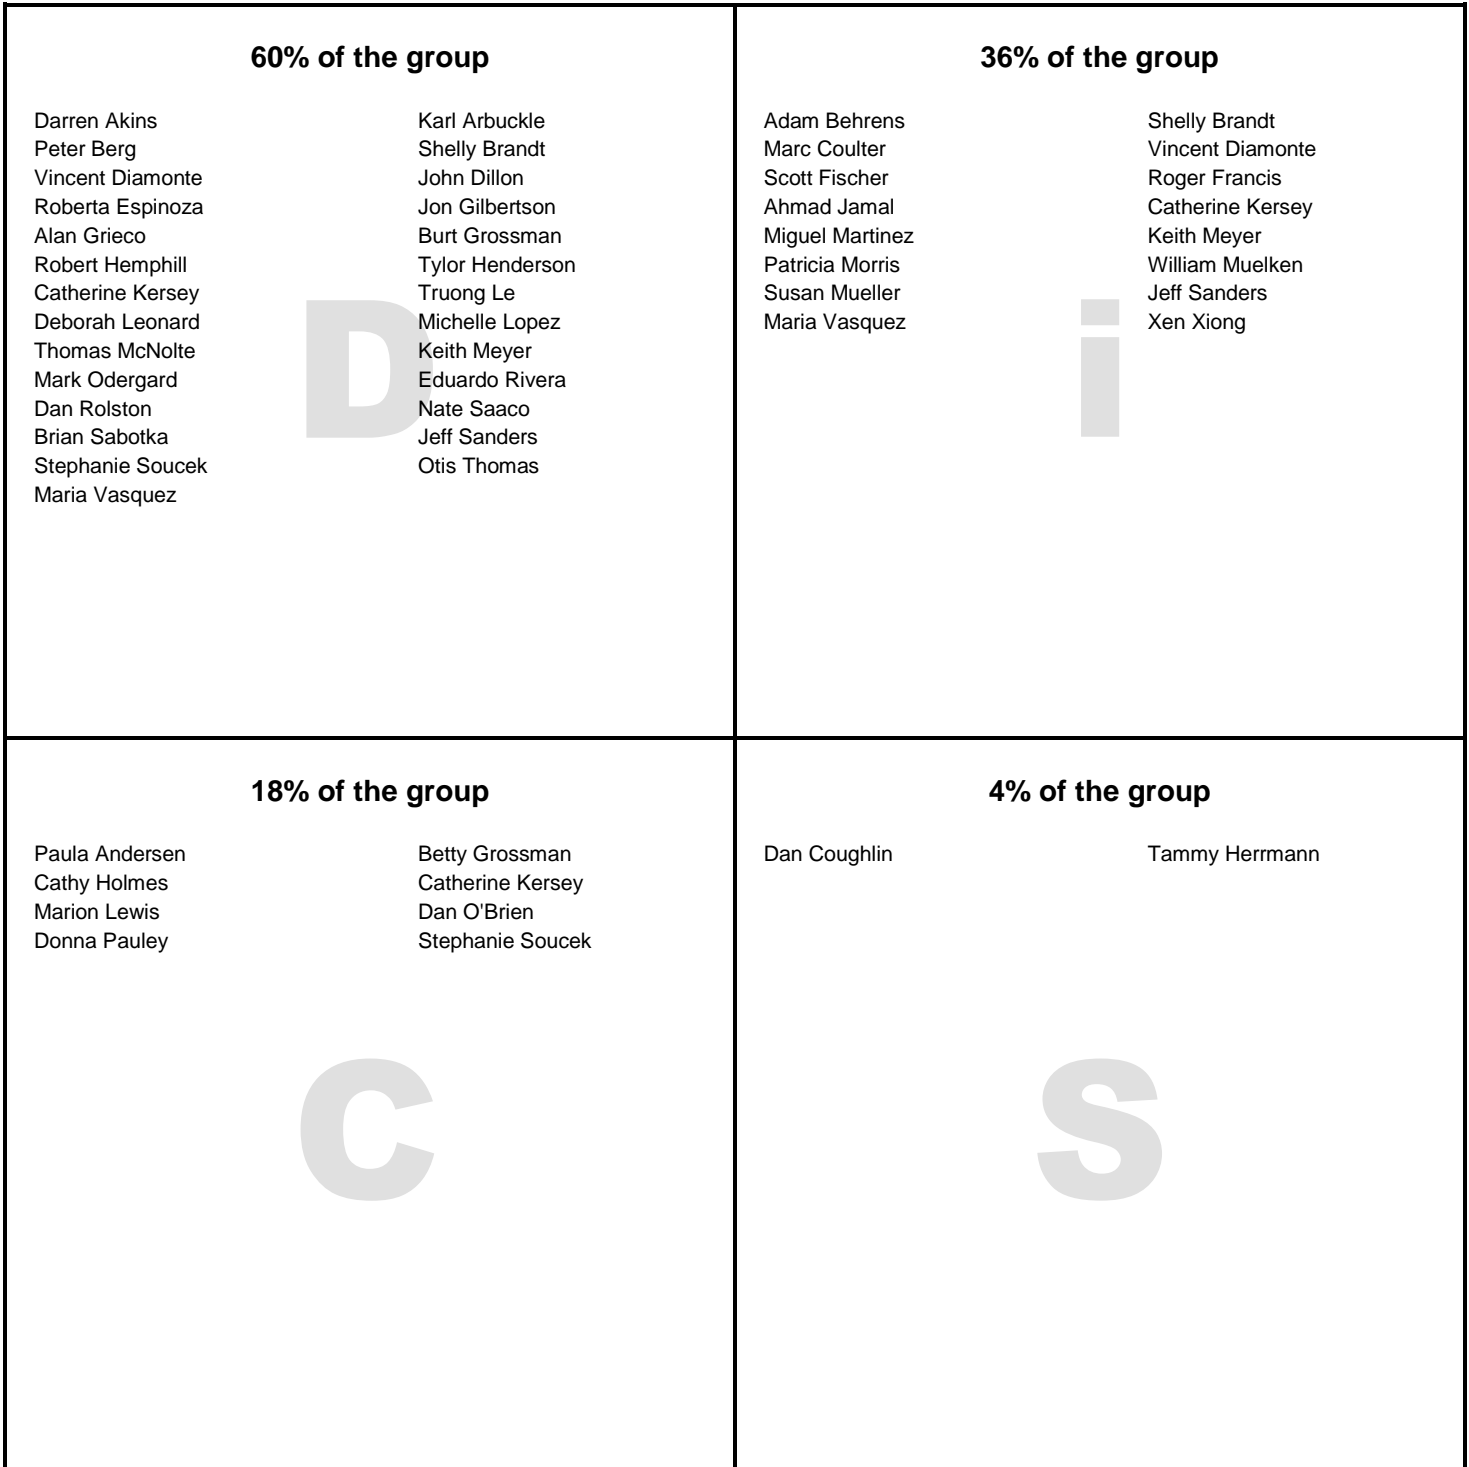 60% of the group
Darren Akins Karl Arbuckle
Peter Berg Shelly Brandt
Vincent Diamonte John Dillon
Roberta Espinoza Jon Gilbertson
Alan Grieco Burt Grossman
Robert Hemphill Tylor Henderson
Catherine Kersey Truong Le
Deborah Leonard Michelle Lopez
Thomas McNolte Keith Meyer
Mark Odergard Eduardo Rivera
Dan Rolston Nate Saaco
Brian Sabotka Jeff Sanders
Stephanie Soucek Otis Thomas
Maria Vasquez
D
36% of the group
Adam Behrens Shelly Brandt
Marc Coulter Vincent Diamonte
Scott Fischer Roger Francis
Ahmad Jamal Catherine Kersey
Miguel Martinez Keith Meyer
Patricia Morris William Muelken
Susan Mueller Jeff Sanders
Maria Vasquez Xen Xiong
i
18% of the group
Paula Andersen Betty Grossman
Cathy Holmes Catherine Kersey
Marion Lewis Dan O'Brien
Donna Pauley Stephanie Soucek
C
4% of the group
Dan Coughlin Tammy Herrmann
S